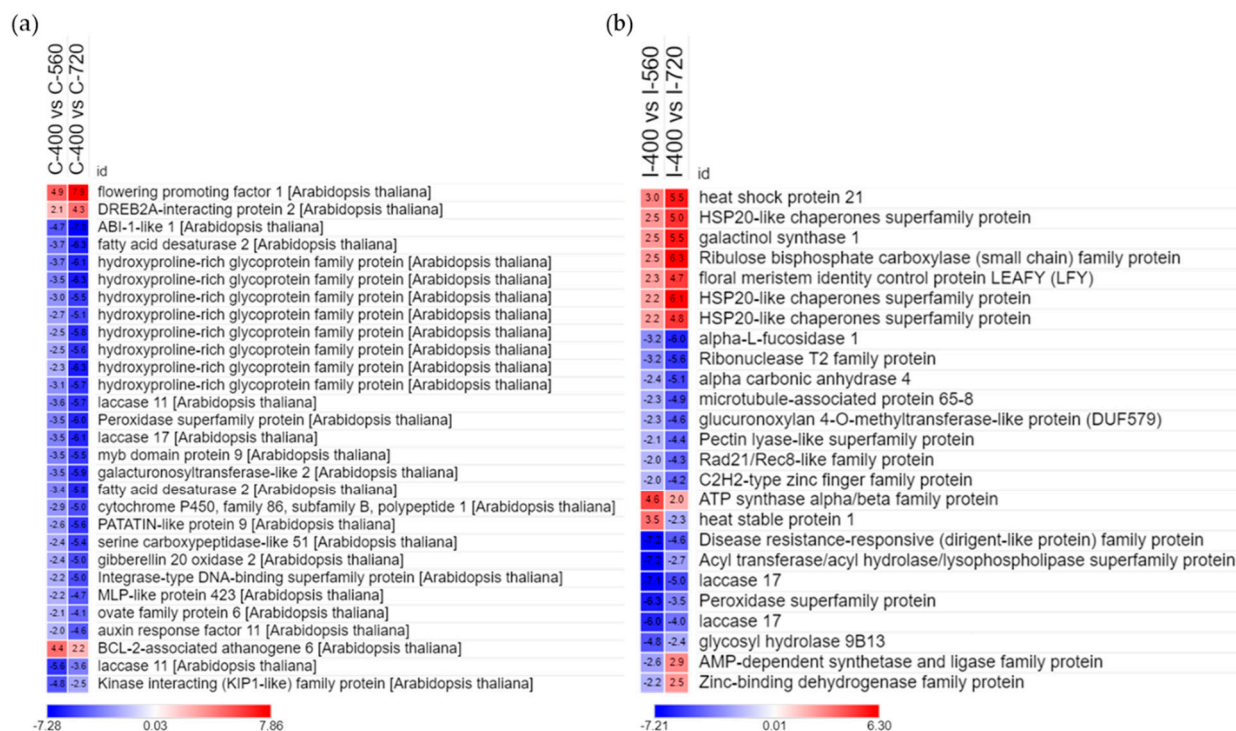 (a)
C-400 vs C-560
C-400 vs C-720
id
4.9 7.9 flowering promoting factor 1 [Arabidopsis thaliana]
2.1 4.3 DREB2A-interacting protein 2 [Arabidopsis thaliana]
-4.7 ABI-1-like 1 [Arabidopsis thaliana]
-3.7 -6.3 fatty acid desaturase 2 [Arabidopsis thaliana]
-3.7 -6.1 hydroxyproline-rich glycoprotein family protein [Arabidopsis thaliana]
-3.5 -6.3 hydroxyproline-rich glycoprotein family protein [Arabidopsis thaliana]
-3.0 -5.5 hydroxyproline-rich glycoprotein family protein [Arabidopsis thaliana]
-2.7 -5.1 hydroxyproline-rich glycoprotein family protein [Arabidopsis thaliana]
-2.5 -5.8 hydroxyproline-rich glycoprotein family protein [Arabidopsis thaliana]
-2.5 -5.6 hydroxyproline-rich glycoprotein family protein [Arabidopsis thaliana]
-2.3 -6.3 hydroxyproline-rich glycoprotein family protein [Arabidopsis thaliana]
-3.1 -5.7 hydroxyproline-rich glycoprotein family protein [Arabidopsis thaliana]
-3.6 -5.7 laccase 11 [Arabidopsis thaliana]
-3.5 -6.0 Peroxidase superfamily protein [Arabidopsis thaliana]
-3.5 -6.1 laccase 17 [Arabidopsis thaliana]
-3.5 -5.5 myb domain protein 9 [Arabidopsis thaliana]
-3.5 -5.9 galacturonosyltransferase-like 2 [Arabidopsis thaliana]
-3.4 -5.8 fatty acid desaturase 2 [Arabidopsis thaliana]
-2.9 -5.0 cytochrome P450, family 86, subfamily B, polypeptide 1 [Arabidopsis thaliana]
-2.6 -5.6 PATATIN-like protein 9 [Arabidopsis thaliana]
-2.4 -5.4 serine carboxypeptidase-like 51 [Arabidopsis thaliana]
-2.4 -5.0 gibberellin 20 oxidase 2 [Arabidopsis thaliana]
-2.2 -5.0 Integrase-type DNA-binding superfamily protein [Arabidopsis thaliana]
-2.2 -4.7 MLP-like protein 423 [Arabidopsis thaliana]
-2.1 -4.1 ovate family protein 6 [Arabidopsis thaliana]
-2.0 -4.6 auxin response factor 11 [Arabidopsis thaliana]
4.4 2.2 BCL-2-associated athanogene 6 [Arabidopsis thaliana]
-5.6 -3.6 laccase 11 [Arabidopsis thaliana]
-4.8 -2.5 Kinase interacting (KIP1-like) family protein [Arabidopsis thaliana]
-7.28 0.03 7.86
(b)
I-400 vs I-560
I-400 vs I-720
id
3.0 5.5 heat shock protein 21
2.5 5.0 HSP20-like chaperones superfamily protein
2.5 5.5 galactinol synthase 1
2.5 6.3 Ribulose bisphosphate carboxylase (small chain) family protein
2.3 4.7 floral meristem identity control protein LEAFY (LFY)
2.2 6.1 HSP20-like chaperones superfamily protein
2.2 4.8 HSP20-like chaperones superfamily protein
-3.2 -6.0 alpha-L-fucosidase 1
-3.2 -5.6 Ribonuclease T2 family protein
-2.4 -5.1 alpha carbonic anhydrase 4
-2.3 -4.9 microtubule-associated protein 65-8
-2.3 -4.6 glucuronoxylan 4-O-methyltransferase-like protein (DUF579)
-2.1 -4.4 Pectin lyase-like superfamily protein
-2.0 -4.3 Rad21/Rec8-like family protein
-2.0 -4.2 C2H2-type zinc finger family protein
4.6 2.0 ATP synthase alpha/beta family protein
3.5 -2.3 heat stable protein 1
-7.2 -4.6 Disease resistance-responsive (dirigent-like protein) family protein
-2.7 Acyl transferase/acyl hydrolase/lysophospholipase superfamily protein
-7.1 -5.0 laccase 17
-6.3 -3.5 Peroxidase superfamily protein
-6.0 -4.0 laccase 17
-4.8 -2.4 glycosyl hydrolase 9B13
-2.6 2.9 AMP-dependent synthetase and ligase family protein
-2.2 2.5 Zinc-binding dehydrogenase family protein
-7.21 0.01 6.30